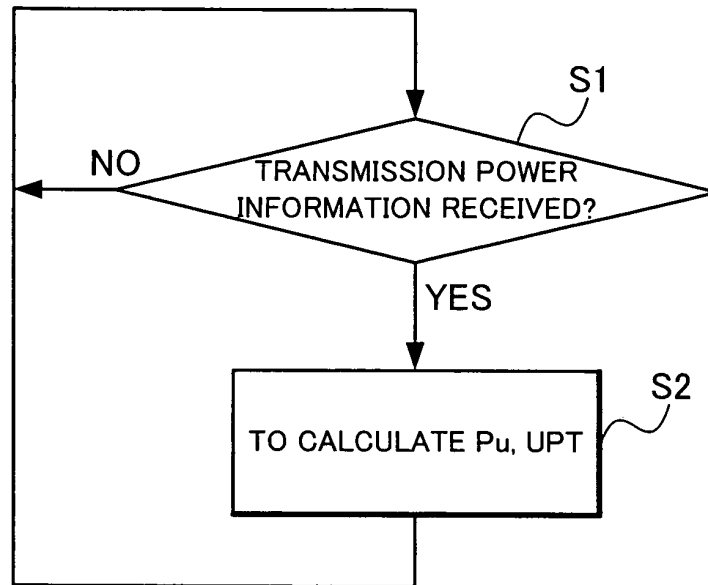 S1
NO
TRANSMISSION POWER
INFORMATION RECEIVED?
YES
S2
TO CALCULATE Pu, UPT